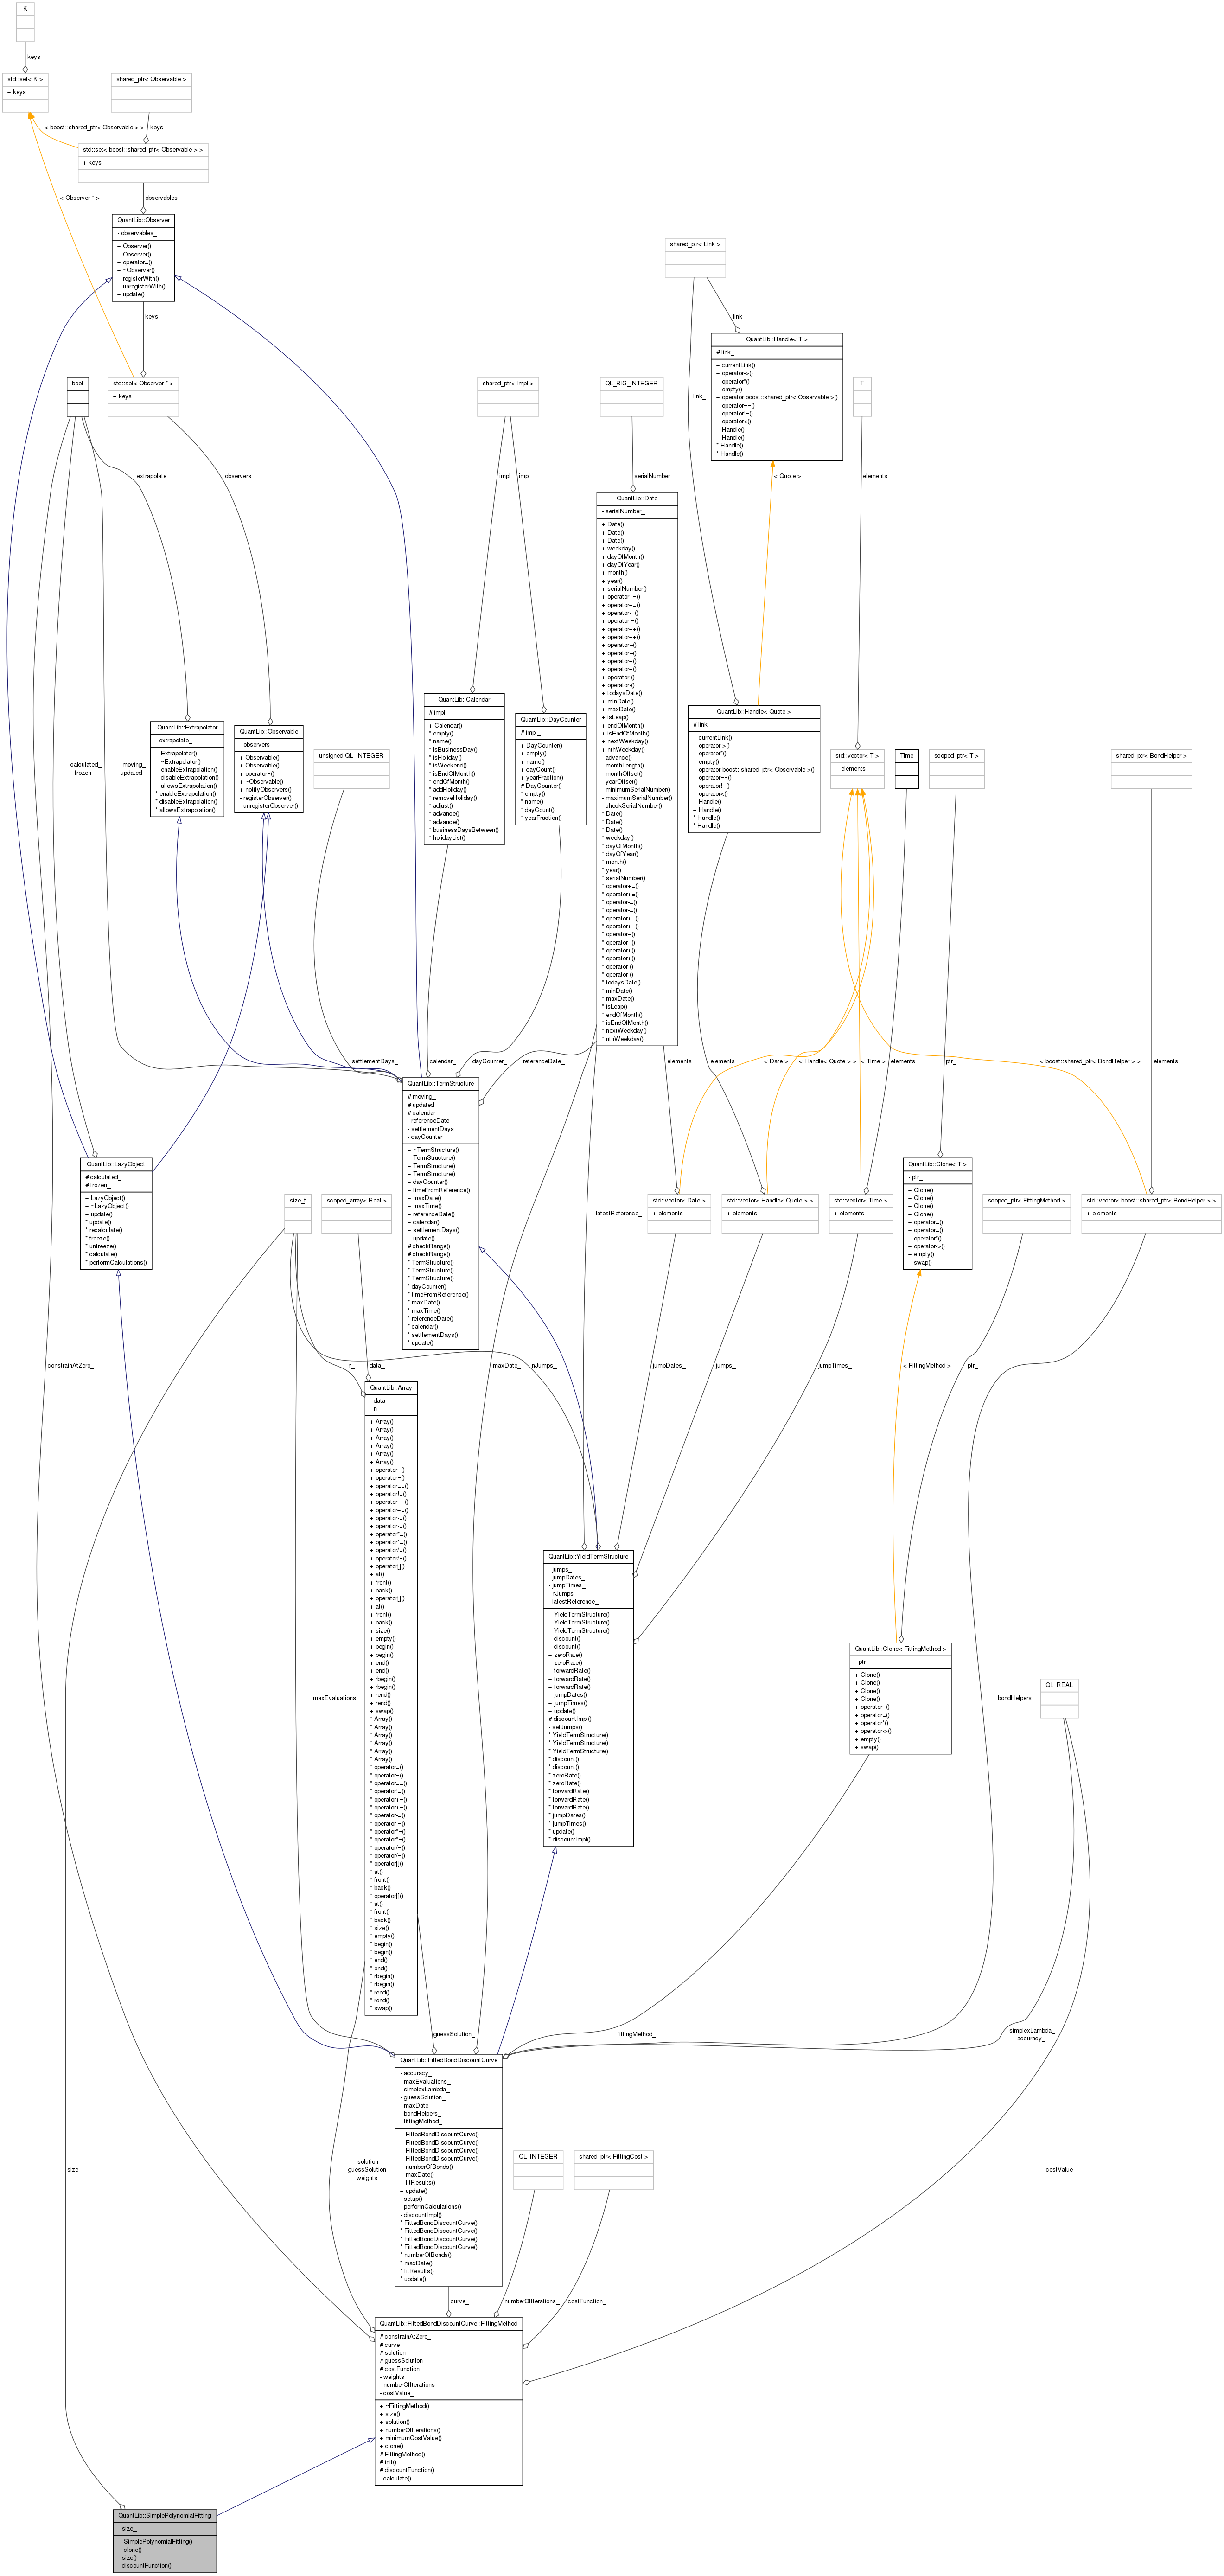 K
keys
std::set< K >
+ keys
shared_ptr< Observable >
< boost::shared_ptr< Observable > >
keys
std::set< boost::shared_ptr< Observable > >
+ keys
< Observer * >
observables_
QuantLib::Observer
- observables_
+ Observer()
+ Observer()
+ operator=()
+ ~Observer()
+ registerWith()
+ unregisterWith()
+ update()
keys
shared_ptr< Link >
link_
QuantLib::Handle< T >
# link_
+ currentLink()
+ operator->()
+ operator*()
+ empty()
+ operator boost::shared_ptr< Observable >()
+ operator==()
+ operator!=()
+ operator<()
+ Handle()
+ Handle()
* Handle()
* Handle()
bool
std::set< Observer * >
+ keys
shared_ptr< Impl >
QL_BIG_INTEGER
link_
T
extrapolate_
observers_
impl_
impl_
serialNumber_
< Quote >
elements
QuantLib::Date
- serialNumber_
+ Date()
+ Date()
+ Date()
+ weekday()
+ dayOfMonth()
+ dayOfYear()
+ month()
+ year()
+ serialNumber()
+ operator+=()
+ operator+=()
+ operator-=()
+ operator-=()
+ operator++()
+ operator++()
+ operator--()
+ operator--()
+ operator+()
+ operator+()
+ operator-()
+ operator-()
+ todaysDate()
+ minDate()
+ maxDate()
+ isLeap()
+ endOfMonth()
+ isEndOfMonth()
+ nextWeekday()
+ nthWeekday()
- advance()
- monthLength()
- monthOffset()
- yearOffset()
- minimumSerialNumber()
- maximumSerialNumber()
- checkSerialNumber()
* Date()
* Date()
* Date()
* weekday()
* dayOfMonth()
* dayOfYear()
* month()
* year()
* serialNumber()
* operator+=()
* operator+=()
* operator-=()
* operator-=()
* operator++()
* operator++()
* operator--()
* operator--()
* operator+()
* operator+()
* operator-()
* operator-()
* todaysDate()
* minDate()
* maxDate()
* isLeap()
* endOfMonth()
* isEndOfMonth()
* nextWeekday()
* nthWeekday()
calculated_
frozen_
moving_
updated_
QuantLib::Extrapolator
- extrapolate_
+ Extrapolator()
+ ~Extrapolator()
+ enableExtrapolation()
+ disableExtrapolation()
+ allowsExtrapolation()
* enableExtrapolation()
* disableExtrapolation()
* allowsExtrapolation()
QuantLib::Observable
- observers_
+ Observable()
+ Observable()
+ operator=()
+ ~Observable()
+ notifyObservers()
- registerObserver()
- unregisterObserver()
unsigned QL_INTEGER
QuantLib::Calendar
# impl_
+ Calendar()
* empty()
* name()
* isBusinessDay()
* isHoliday()
* isWeekend()
* isEndOfMonth()
* endOfMonth()
* addHoliday()
* removeHoliday()
* adjust()
* advance()
* advance()
* businessDaysBetween()
* holidayList()
QuantLib::DayCounter
# impl_
+ DayCounter()
+ empty()
+ name()
+ dayCount()
+ yearFraction()
# DayCounter()
* empty()
* name()
* dayCount()
* yearFraction()
QuantLib::Handle< Quote >
# link_
+ currentLink()
+ operator->()
+ operator*()
+ empty()
+ operator boost::shared_ptr< Observable >()
+ operator==()
+ operator!=()
+ operator<()
+ Handle()
+ Handle()
* Handle()
* Handle()
std::vector< T >
+ elements
Time
scoped_ptr< T >
shared_ptr< BondHelper >
settlementDays_
calendar_
dayCounter_
referenceDate_
elements
elements
< Date >
< Handle< Quote > >
< Time >
elements
ptr_
< boost::shared_ptr< BondHelper > >
elements
QuantLib::TermStructure
# moving_
# updated_
# calendar_
- referenceDate_
- settlementDays_
- dayCounter_
+ ~TermStructure()
+ TermStructure()
+ TermStructure()
+ TermStructure()
+ dayCounter()
+ timeFromReference()
+ maxDate()
+ maxTime()
+ referenceDate()
+ calendar()
+ settlementDays()
+ update()
# checkRange()
# checkRange()
* TermStructure()
* TermStructure()
* TermStructure()
* dayCounter()
* timeFromReference()
* maxDate()
* maxTime()
* referenceDate()
* calendar()
* settlementDays()
* update()
QuantLib::LazyObject
# calculated_
# frozen_
+ LazyObject()
+ ~LazyObject()
+ update()
* update()
* recalculate()
* freeze()
* unfreeze()
* calculate()
* performCalculations()
size_t
scoped_array< Real >
latestReference_
std::vector< Date >
+ elements
std::vector< Handle< Quote > >
+ elements
std::vector< Time >
+ elements
QuantLib::Clone< T >
- ptr_
+ Clone()
+ Clone()
+ Clone()
+ Clone()
+ operator=()
+ operator=()
+ operator*()
+ operator->()
+ empty()
+ swap()
scoped_ptr< FittingMethod >
std::vector< boost::shared_ptr< BondHelper > >
+ elements
constrainAtZero_
n_
data_
maxDate_
nJumps_
jumpDates_
jumps_
jumpTimes_
< FittingMethod >
ptr_
QuantLib::Array
- data_
- n_
+ Array()
+ Array()
+ Array()
+ Array()
+ Array()
+ Array()
+ operator=()
+ operator=()
+ operator==()
+ operator!=()
+ operator+=()
+ operator+=()
+ operator-=()
+ operator-=()
+ operator*=()
+ operator*=()
+ operator/=()
+ operator/=()
+ operator[]()
+ at()
+ front()
+ back()
+ operator[]()
+ at()
+ front()
+ back()
+ size()
+ empty()
+ begin()
+ begin()
+ end()
+ end()
+ rbegin()
+ rbegin()
+ rend()
+ rend()
+ swap()
* Array()
* Array()
* Array()
* Array()
* Array()
* Array()
* operator=()
* operator=()
* operator==()
* operator!=()
* operator+=()
* operator+=()
* operator-=()
* operator-=()
* operator*=()
* operator*=()
* operator/=()
* operator/=()
* operator[]()
* at()
* front()
* back()
* operator[]()
* at()
* front()
* back()
* size()
* empty()
* begin()
* begin()
* end()
* end()
* rbegin()
* rbegin()
* rend()
* rend()
* swap()
QuantLib::YieldTermStructure
- jumps_
- jumpDates_
- jumpTimes_
- nJumps_
- latestReference_
+ YieldTermStructure()
+ YieldTermStructure()
+ YieldTermStructure()
+ discount()
+ discount()
+ zeroRate()
+ zeroRate()
+ forwardRate()
+ forwardRate()
+ forwardRate()
+ jumpDates()
+ jumpTimes()
+ update()
# discountImpl()
- setJumps()
* YieldTermStructure()
* YieldTermStructure()
* YieldTermStructure()
* discount()
* discount()
* zeroRate()
* zeroRate()
* forwardRate()
* forwardRate()
* forwardRate()
* jumpDates()
* jumpTimes()
* update()
* discountImpl()
maxEvaluations_
QuantLib::Clone< FittingMethod >
- ptr_
+ Clone()
+ Clone()
+ Clone()
+ Clone()
+ operator=()
+ operator=()
+ operator*()
+ operator->()
+ empty()
+ swap()
bondHelpers_
QL_REAL
guessSolution_
fittingMethod_
simplexLambda_
accuracy_
QuantLib::FittedBondDiscountCurve
- accuracy_
- maxEvaluations_
- simplexLambda_
- guessSolution_
- maxDate_
- bondHelpers_
- fittingMethod_
+ FittedBondDiscountCurve()
+ FittedBondDiscountCurve()
+ FittedBondDiscountCurve()
+ FittedBondDiscountCurve()
+ numberOfBonds()
+ maxDate()
+ fitResults()
+ update()
- setup()
- performCalculations()
- discountImpl()
* FittedBondDiscountCurve()
* FittedBondDiscountCurve()
* FittedBondDiscountCurve()
* FittedBondDiscountCurve()
* numberOfBonds()
* maxDate()
* fitResults()
* update()
size_
solution_
guessSolution_
weights_
QL_INTEGER
shared_ptr< FittingCost >
costValue_
curve_
numberOfIterations_
costFunction_
QuantLib::FittedBondDiscountCurve::FittingMethod
# constrainAtZero_
# curve_
# solution_
# guessSolution_
# costFunction_
- weights_
- numberOfIterations_
- costValue_
+ ~FittingMethod()
+ size()
+ solution()
+ numberOfIterations()
+ minimumCostValue()
+ clone()
# FittingMethod()
# init()
# discountFunction()
- calculate()
QuantLib::SimplePolynomialFitting
- size_
+ SimplePolynomialFitting()
+ clone()
- size()
- discountFunction()